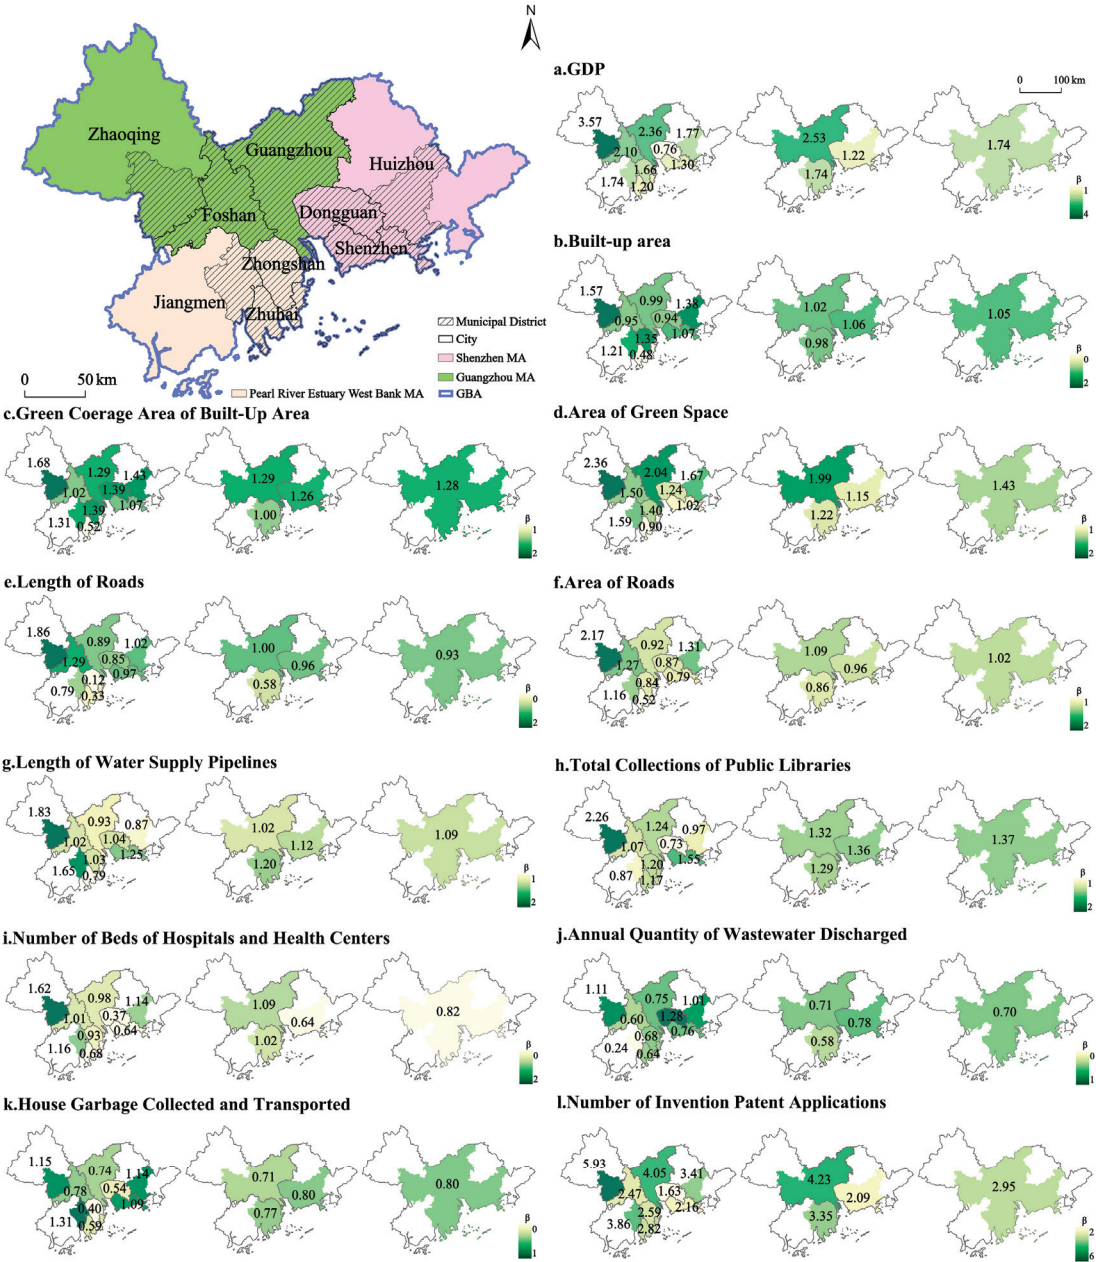 N
Zhaoqing
Guangzhou
Huizhou
Foshan
Dongguan
Shenzhen
Zhongshan
Jiangmen
Zhuhai
Municipal District
City
Shenzhen MA
Guangzhou MA
Pearl River Estuary West Bank MA
GBA
0 50 km
a.GDP
0 100 km
3.57 2.36 1.77
2.10 0.76
1.66 1.30
1.74 1.20
2.53
1.22
1.74
1.74
β
1
4
b.Built-up area
1.57 0.99 1.38
0.95 0.94
1.35 1.07
1.21 0.48
1.02
1.06
0.98
1.05
β
0
2
c.Green Coerage Area of Built-Up Area
1.68 1.29 1.43
1.02 1.39
1.39 1.07
1.31 0.52
1.29
1.26
1.00
1.28
β
1
2
d.Area of Green Space
2.36 2.04 1.67
1.50 1.24
1.40 1.02
1.59 0.90
1.99
1.15
1.22
1.43
β
1
2
e.Length of Roads
1.86 0.89 1.02
1.29 0.85
0.12 0.97
0.79 0.33
1.00
0.96
0.58
0.93
β
0
2
f.Area of Roads
2.17 0.92 1.31
1.27 0.87
0.84 0.79
1.16 0.52
1.09
0.96
0.86
1.02
β
1
2
g.Length of Water Supply Pipelines
1.83 0.93 0.87
1.02 1.04
1.03 1.25
1.65 0.79
1.02
1.12
1.20
1.09
β
1
2
h.Total Collections of Public Libraries
2.26 1.24 0.97
1.07 0.73
1.20 1.55
0.87 1.17
1.32
1.36
1.29
1.37
β
1
2
i.Number of Beds of Hospitals and Health Centers
1.62 0.98 1.14
1.01 0.37
0.93 0.64
1.16 0.68
1.09
0.64
1.02
0.82
β
0
2
j.Annual Quantity of Wastewater Discharged
1.11 0.75 1.01
0.60 1.28
0.68 0.76
0.24 0.64
0.71
0.78
0.58
0.70
β
0
1
k.House Garbage Collected and Transported
1.15 0.74 1.14
0.78 0.54
0.40 1.09
1.31 0.59
0.71
0.80
0.77
0.80
β
0
1
l.Number of Invention Patent Applications
5.93 4.05 3.41
2.47 1.63
2.59 2.16
3.86 2.82
4.23
2.09
3.35
2.95
β
2
6